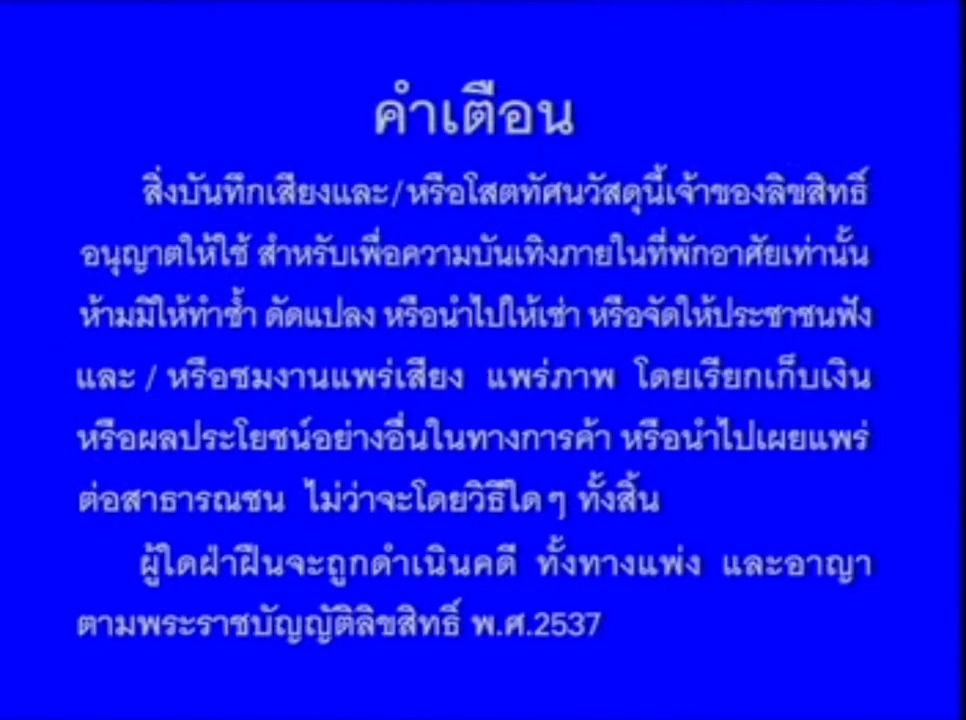 คำเตือน
สิ่งบันทึกเสียงและ/หรือโสตทัศนวัสดุนี้เจ้าของลิขสิทธิ์
อนุญาตให้ใช้ สำหรับเพื่อความบันเทิงภายในที่พักอาศัยเท่านั้น
ห้ามมิให้ทำซ้ำ ดัดแปลง หรือนำไปให้เช่า หรือจัดให้ประชาชนฟัง
และ / หรือชมงานแพร่เสียง แพร่ภาพ โดยเรียกเก็บเงิน
หรือผลประโยชน์อย่างอื่นในทางการค้า หรือนำไปเผยแพร่
ต่อสาธารณชน ไม่ว่าจะโดยวิธีใด ๆ ทั้งสิ้น
ผู้ใดฝ่าฝืนจะถูกดำเนินคดี ทั้งทางแพ่ง และอาญา
ตามพระราชบัญญัติลิขสิทธิ์ พ.ศ.2537